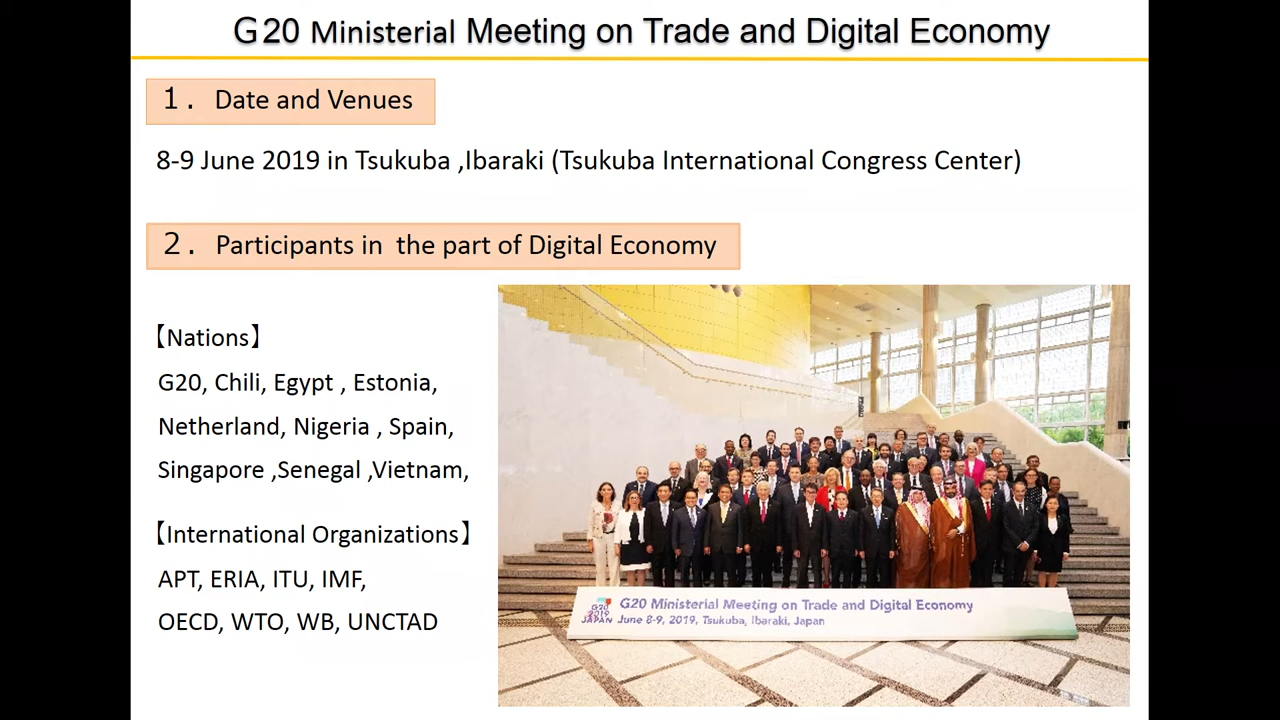 G20 Ministerial Meeting on Trade and Digital Economy
１． Date and Venues
8-9 June 2019 in Tsukuba ,Ibaraki (Tsukuba International Congress Center)
２． Participants in the part of Digital Economy
【Nations】
G20, Chili, Egypt , Estonia,
Netherland, Nigeria , Spain,
Singapore ,Senegal ,Vietnam,
【International Organizations】
APT, ERIA, ITU, IMF,
OECD, WTO, WB, UNCTAD
G20
2019
JAPAN
G20 Ministerial Meeting on Trade and Digital Economy
June 8-9, 2019, Tsukuba, Ibaraki, Japan